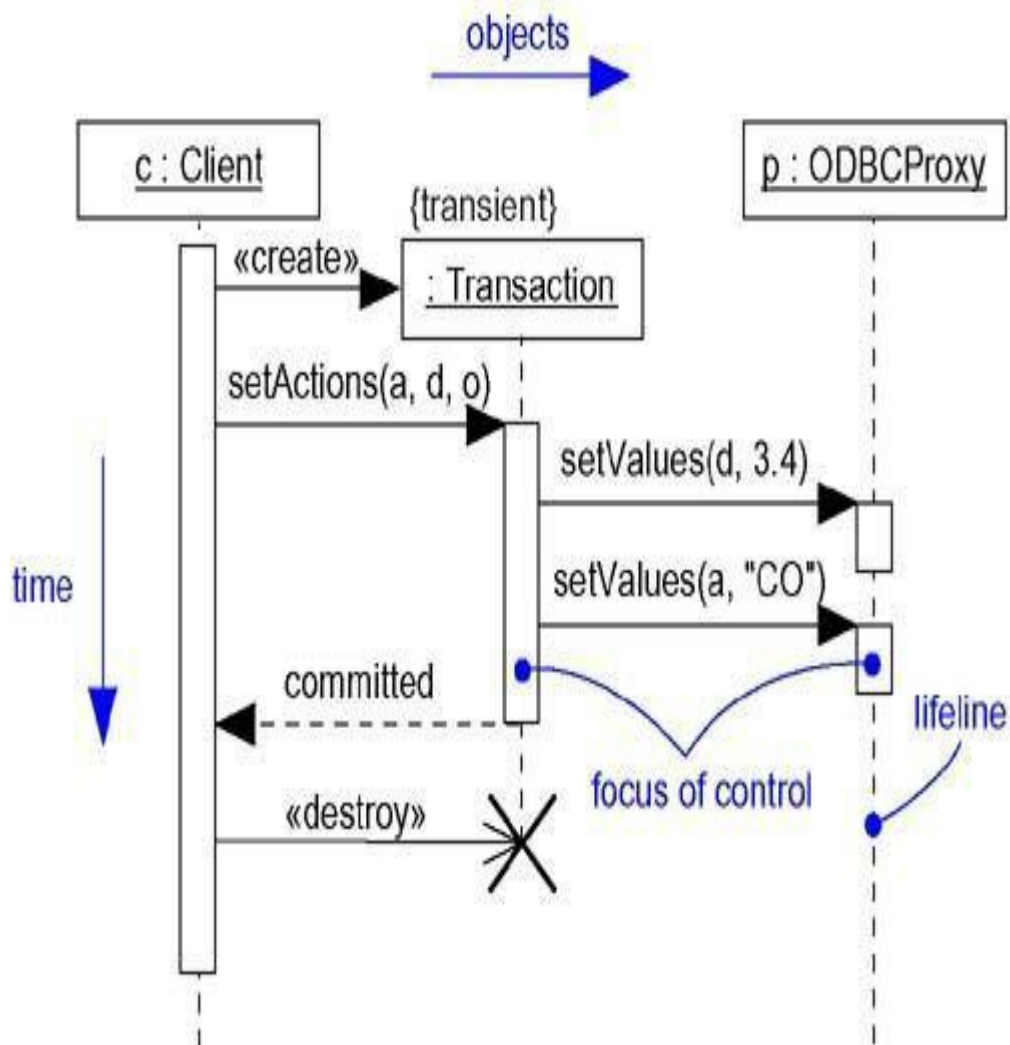 objects
c : Client
p : ODBCProxy
{transient}
«create»
: Transaction
setActions(a, d, o)
setValues(d, 3.4)
time
setValues(a, "CO")
committed
lifeline
focus of control
«destroy»